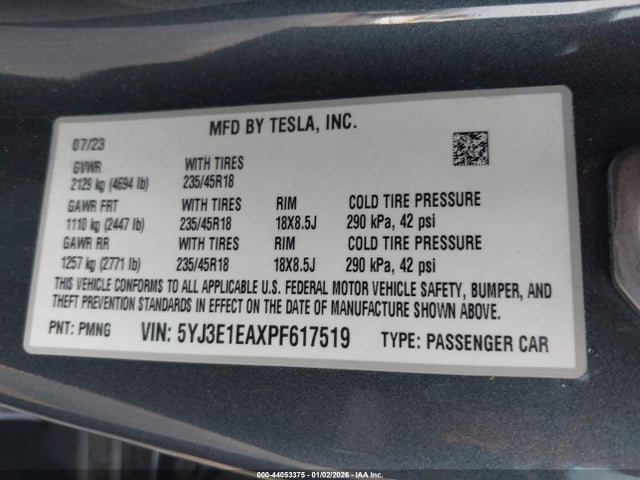 MFD BY TESLA, INC.
07/23
GVWR WITH TIRES
2129 kg (4694 lb) 235/45R18
GAWR FRT WITH TIRES RIM COLD TIRE PRESSURE
1110 kg (2447 lb) 235/45R18 18X8.5J 290 kPa, 42 psi
GAWR RR WITH TIRES RIM COLD TIRE PRESSURE
1257 kg (2771 lb) 235/45R18 18X8.5J 290 kPa, 42 psi
THIS VEHICLE CONFORMS TO ALL APPLICABLE U.S. FEDERAL MOTOR VEHICLE SAFETY, BUMPER, AND
THEFT PREVENTION STANDARDS IN EFFECT ON THE DATE OF MANUFACTURE SHOWN ABOVE.
PNT: PMNG VIN: 5YJ3E1EAXPF617519 TYPE: PASSENGER CAR
000-44053375 - 01/02/2026 - IAA Inc.